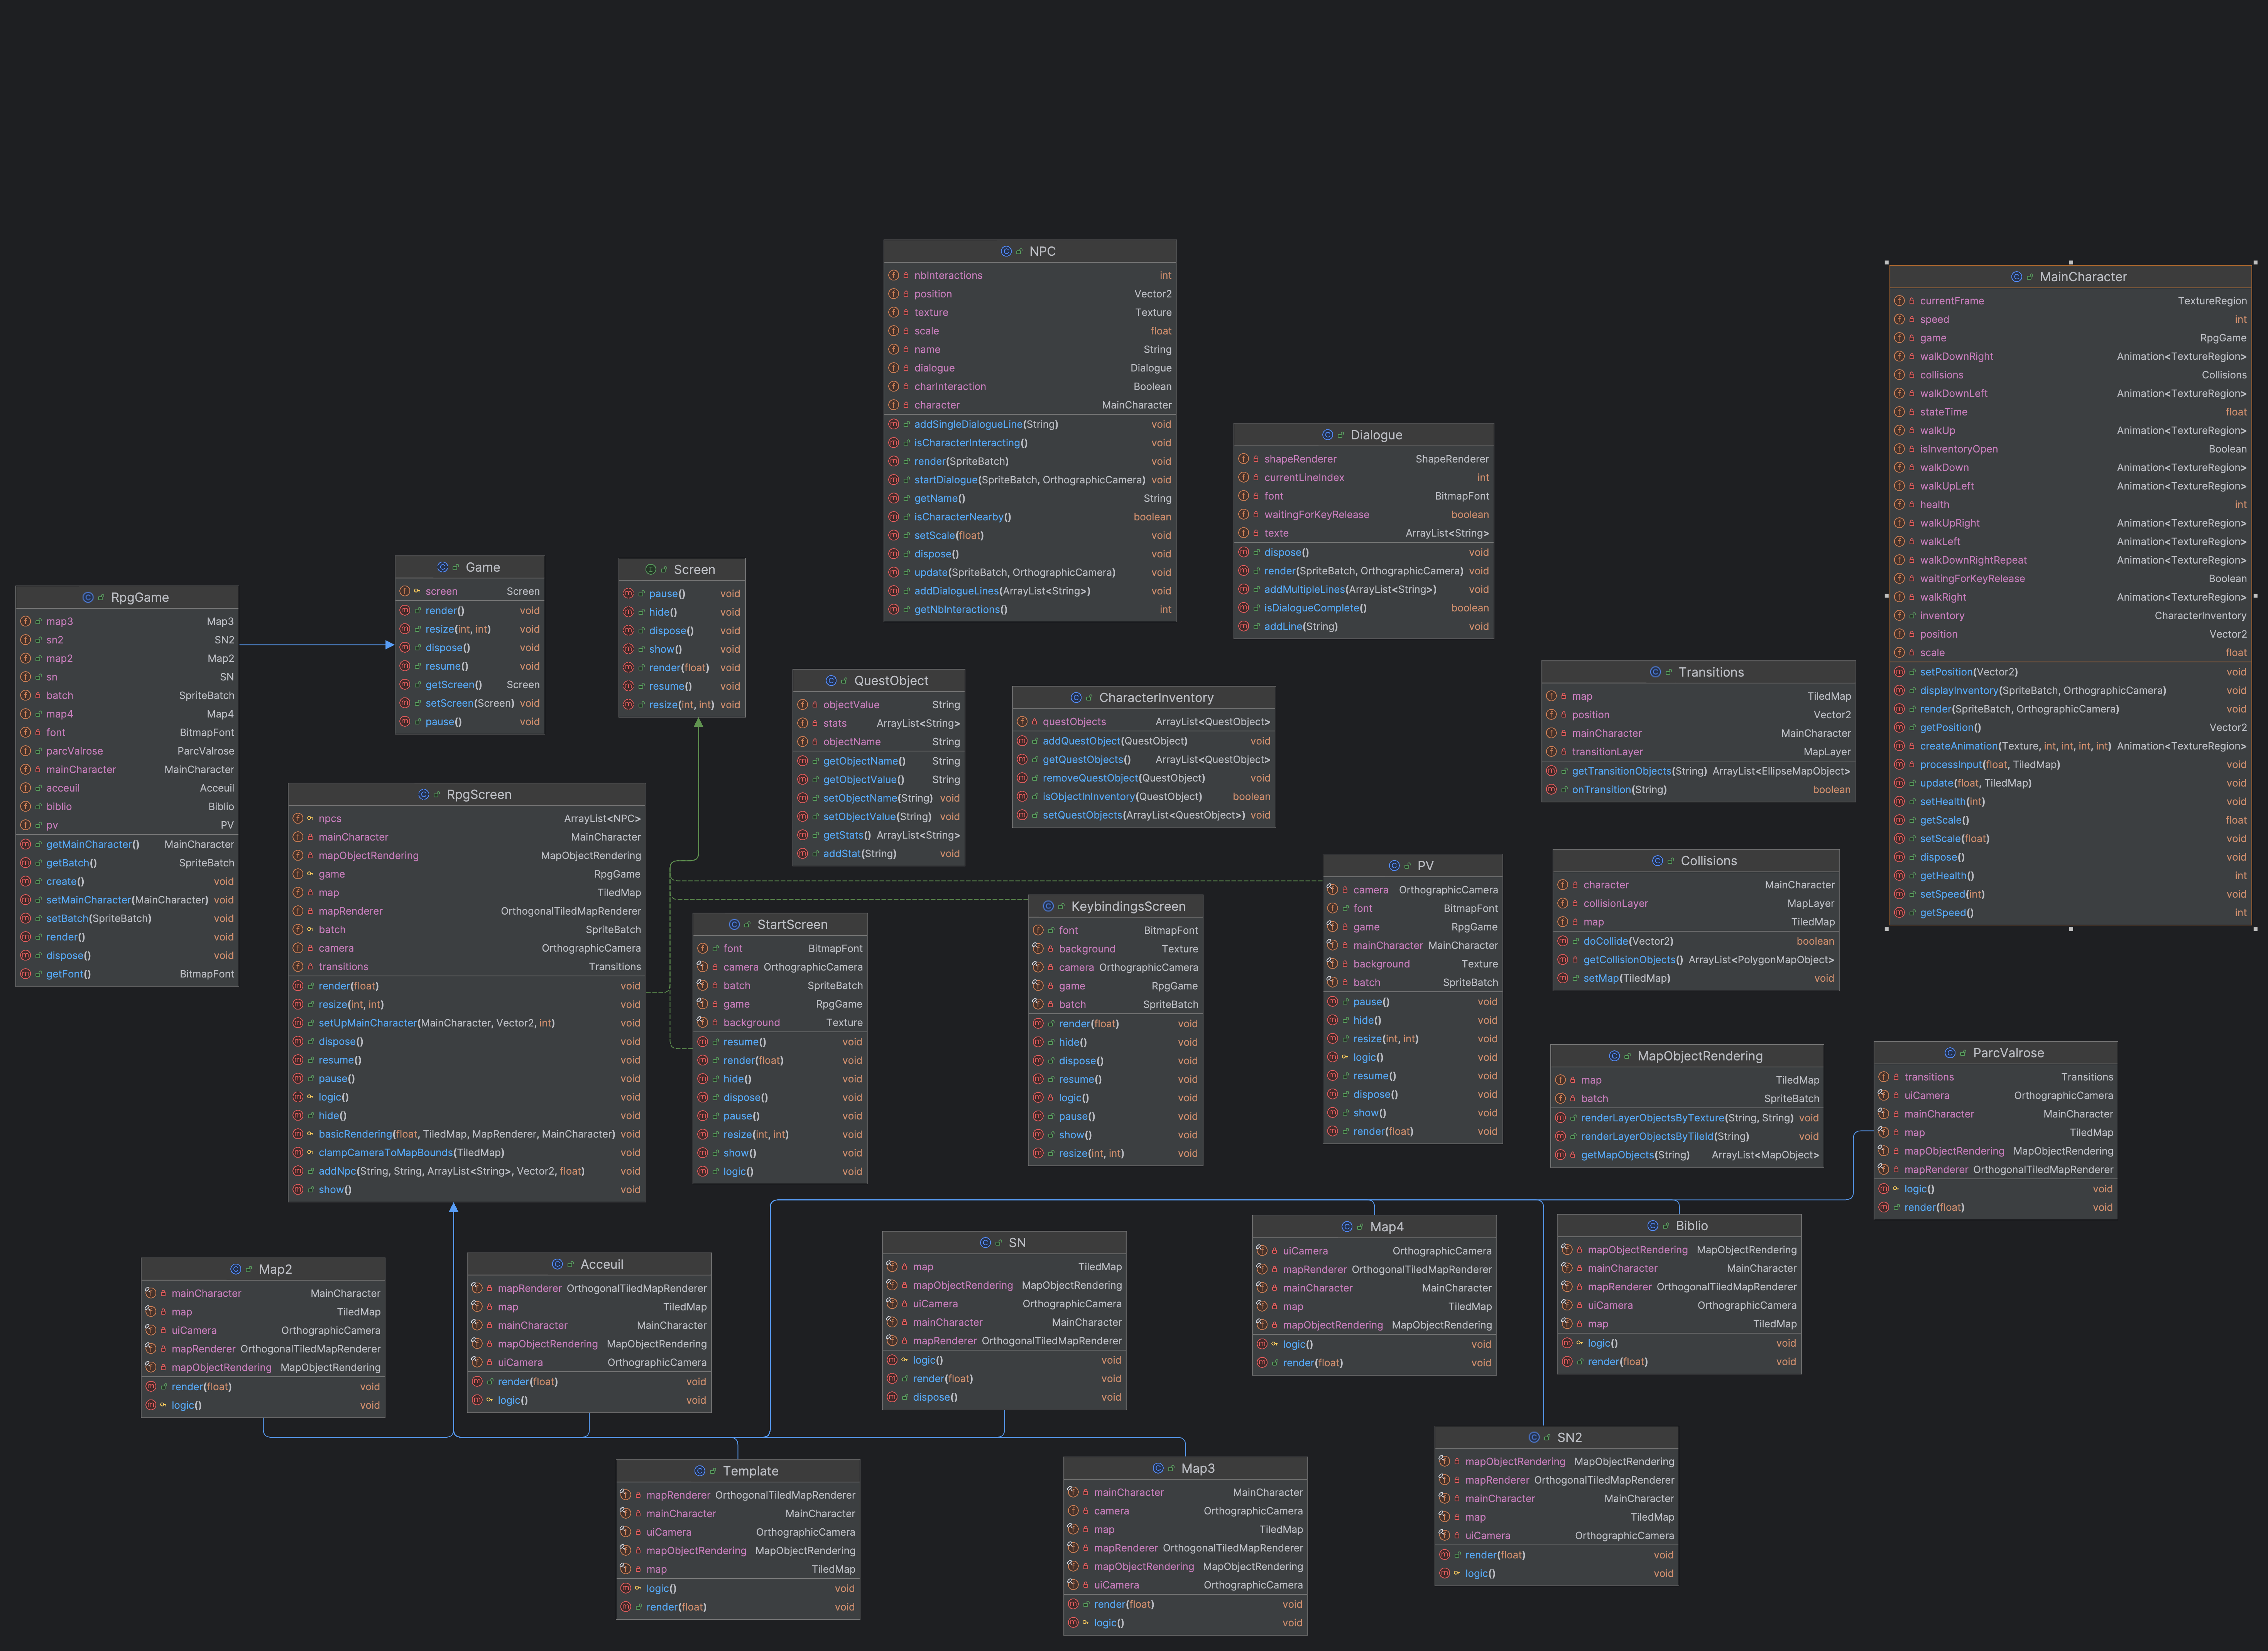 NPC
nbInteractions int
position Vector2
texture Texture
scale float
name String
dialogue Dialogue
charInteraction Boolean
character MainCharacter
addSingleDialogueLine(String) void
isCharacterInteracting() void
render(SpriteBatch) void
startDialogue(SpriteBatch, OrthographicCamera) void
getName() String
isCharacterNearby() boolean
setScale(float) void
dispose() void
update(SpriteBatch, OrthographicCamera) void
addDialogueLines(ArrayList<String>) void
getNbInteractions() int
MainCharacter
currentFrame TextureRegion
speed int
game RpgGame
walkDownRight Animation<TextureRegion>
collisions Collisions
walkDownLeft Animation<TextureRegion>
stateTime float
walkUp Animation<TextureRegion>
isInventoryOpen Boolean
walkDown Animation<TextureRegion>
walkUpLeft Animation<TextureRegion>
health int
walkUpRight Animation<TextureRegion>
walkLeft Animation<TextureRegion>
walkDownRightRepeat Animation<TextureRegion>
waitingForKeyRelease Boolean
walkRight Animation<TextureRegion>
inventory CharacterInventory
position Vector2
scale float
setPosition(Vector2) void
displayInventory(SpriteBatch, OrthographicCamera) void
render(SpriteBatch, OrthographicCamera) void
getPosition() Vector2
createAnimation(Texture, int, int, int, int) Animation<TextureRegion>
processInput(float, TiledMap) void
update(float, TiledMap) void
setHealth(int) void
getScale() float
setScale(float) void
dispose() void
getHealth() int
setSpeed(int) void
getSpeed() int
Dialogue
shapeRenderer ShapeRenderer
currentLineIndex int
font BitmapFont
waitingForKeyRelease boolean
texte ArrayList<String>
dispose() void
render(SpriteBatch, OrthographicCamera) void
addMultipleLines(ArrayList<String>) void
isDialogueComplete() boolean
addLine(String) void
RpgGame
map3 Map3
sn2 SN2
map2 Map2
sn SN
batch SpriteBatch
map4 Map4
font BitmapFont
parcValrose ParcValrose
mainCharacter MainCharacter
acceuil Acceuil
biblio Biblio
pv PV
getMainCharacter() MainCharacter
getBatch() SpriteBatch
create() void
setMainCharacter(MainCharacter) void
setBatch(SpriteBatch) void
render() void
dispose() void
getFont() BitmapFont
Game
screen Screen
render() void
resize(int, int) void
dispose() void
resume() void
getScreen() Screen
setScreen(Screen) void
pause() void
Screen
pause() void
hide() void
dispose() void
show() void
render(float) void
resume() void
resize(int, int) void
QuestObject
objectValue String
stats ArrayList<String>
objectName String
getObjectName() String
getObjectValue() String
setObjectName(String) void
setObjectValue(String) void
getStats() ArrayList<String>
addStat(String) void
CharacterInventory
questObjects ArrayList<QuestObject>
addQuestObject(QuestObject) void
getQuestObjects() ArrayList<QuestObject>
removeQuestObject(QuestObject) void
isObjectInInventory(QuestObject) boolean
setQuestObjects(ArrayList<QuestObject>) void
Transitions
map TiledMap
position Vector2
mainCharacter MainCharacter
transitionLayer MapLayer
getTransitionObjects(String) ArrayList<EllipseMapObject>
onTransition(String) boolean
RpgScreen
npcs ArrayList<NPC>
mainCharacter MainCharacter
mapObjectRendering MapObjectRendering
game RpgGame
map TiledMap
mapRenderer OrthogonalTiledMapRenderer
batch SpriteBatch
camera OrthographicCamera
transitions Transitions
render(float) void
resize(int, int) void
setUpMainCharacter(MainCharacter, Vector2, int) void
dispose() void
resume() void
pause() void
logic() void
hide() void
basicRendering(float, TiledMap, MapRenderer, MainCharacter) void
clampCameraToMapBounds(TiledMap) void
addNpc(String, String, ArrayList<String>, Vector2, float) void
show() void
StartScreen
font BitmapFont
camera OrthographicCamera
batch SpriteBatch
game RpgGame
background Texture
resume() void
render(float) void
hide() void
dispose() void
pause() void
resize(int, int) void
show() void
logic() void
KeybindingsScreen
font BitmapFont
background Texture
camera OrthographicCamera
game RpgGame
batch SpriteBatch
render(float) void
hide() void
dispose() void
resume() void
logic() void
pause() void
show() void
resize(int, int) void
PV
camera OrthographicCamera
font BitmapFont
game RpgGame
mainCharacter MainCharacter
background Texture
batch SpriteBatch
pause() void
hide() void
resize(int, int) void
logic() void
resume() void
dispose() void
show() void
render(float) void
Collisions
character MainCharacter
collisionLayer MapLayer
map TiledMap
doCollide(Vector2) boolean
getCollisionObjects() ArrayList<PolygonMapObject>
setMap(TiledMap) void
MapObjectRendering
map TiledMap
batch SpriteBatch
renderLayerObjectsByTexture(String, String) void
renderLayerObjectsByTileId(String) void
getMapObjects(String) ArrayList<MapObject>
ParcValrose
transitions Transitions
uiCamera OrthographicCamera
mainCharacter MainCharacter
map TiledMap
mapObjectRendering MapObjectRendering
mapRenderer OrthogonalTiledMapRenderer
logic() void
render(float) void
Map2
mainCharacter MainCharacter
map TiledMap
uiCamera OrthographicCamera
mapRenderer OrthogonalTiledMapRenderer
mapObjectRendering MapObjectRendering
render(float) void
logic() void
Acceuil
mapRenderer OrthogonalTiledMapRenderer
map TiledMap
mainCharacter MainCharacter
mapObjectRendering MapObjectRendering
uiCamera OrthographicCamera
render(float) void
logic() void
SN
map TiledMap
mapObjectRendering MapObjectRendering
uiCamera OrthographicCamera
mainCharacter MainCharacter
mapRenderer OrthogonalTiledMapRenderer
logic() void
render(float) void
dispose() void
Map4
uiCamera OrthographicCamera
mapRenderer OrthogonalTiledMapRenderer
mainCharacter MainCharacter
map TiledMap
mapObjectRendering MapObjectRendering
logic() void
render(float) void
Biblio
mapObjectRendering MapObjectRendering
mainCharacter MainCharacter
mapRenderer OrthogonalTiledMapRenderer
uiCamera OrthographicCamera
map TiledMap
logic() void
render(float) void
Template
mapRenderer OrthogonalTiledMapRenderer
mainCharacter MainCharacter
uiCamera OrthographicCamera
mapObjectRendering MapObjectRendering
map TiledMap
logic() void
render(float) void
Map3
mainCharacter MainCharacter
camera OrthographicCamera
map TiledMap
mapRenderer OrthogonalTiledMapRenderer
mapObjectRendering MapObjectRendering
uiCamera OrthographicCamera
render(float) void
logic() void
SN2
mapObjectRendering MapObjectRendering
mapRenderer OrthogonalTiledMapRenderer
mainCharacter MainCharacter
map TiledMap
uiCamera OrthographicCamera
render(float) void
logic() void